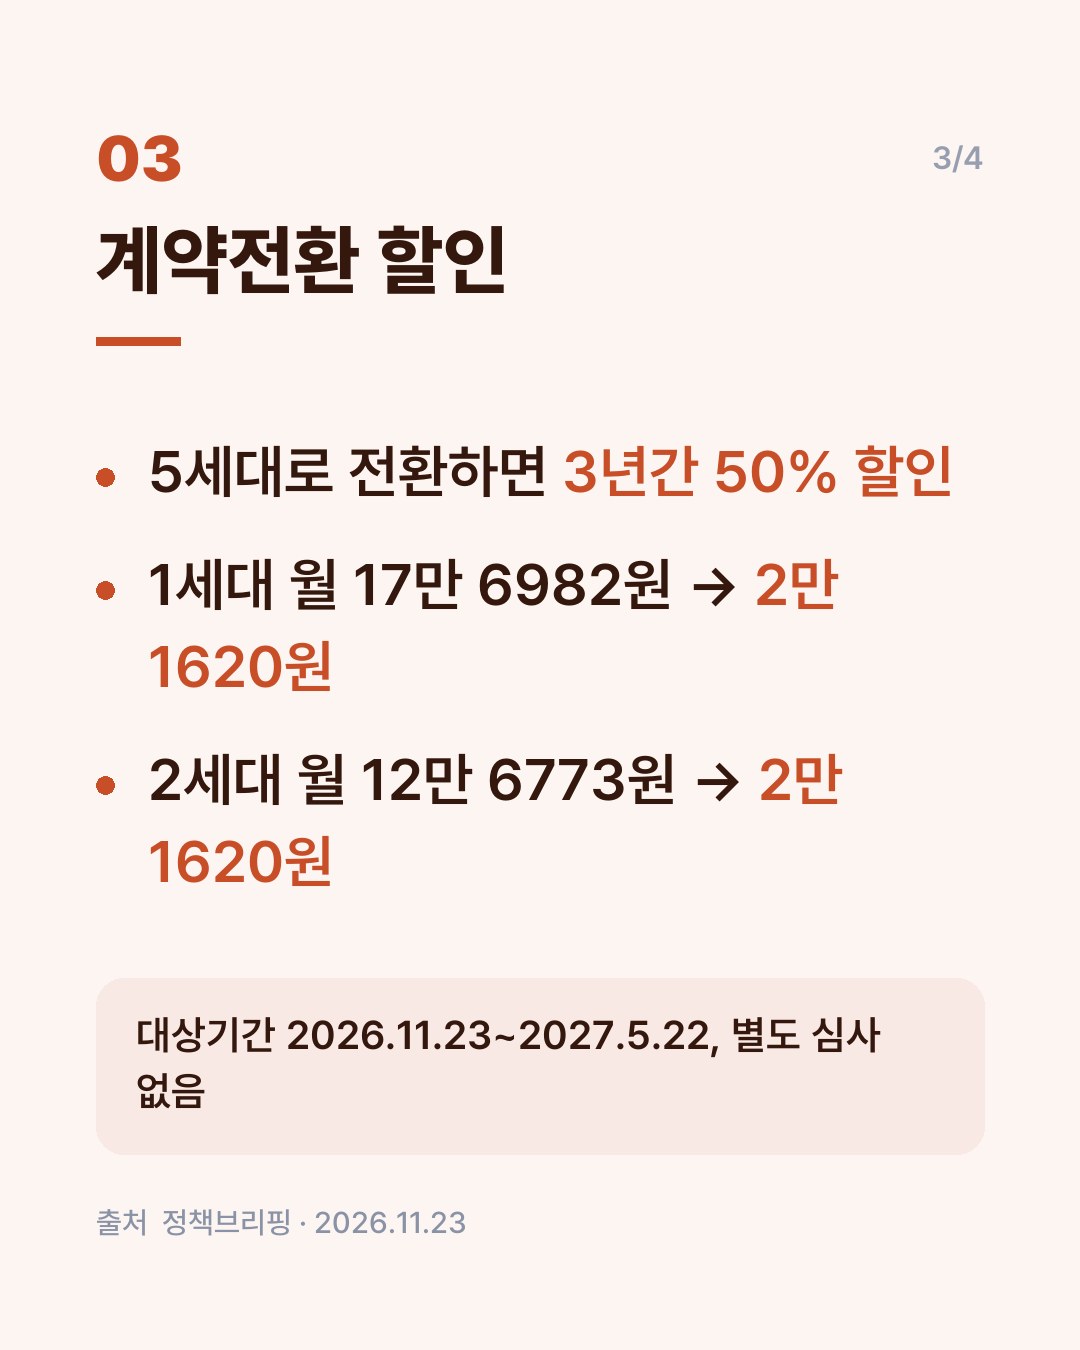 03
3/4
계약전환 할인
5세대로 전환하면 3년간 50% 할인
1세대 월 17만 6982원 → 2만
1620원
2세대 월 12만 6773원 → 2만
1620원
대상기간 2026.11.23~2027.5.22, 별도 심사
없음
출처 정책브리핑 · 2026.11.23